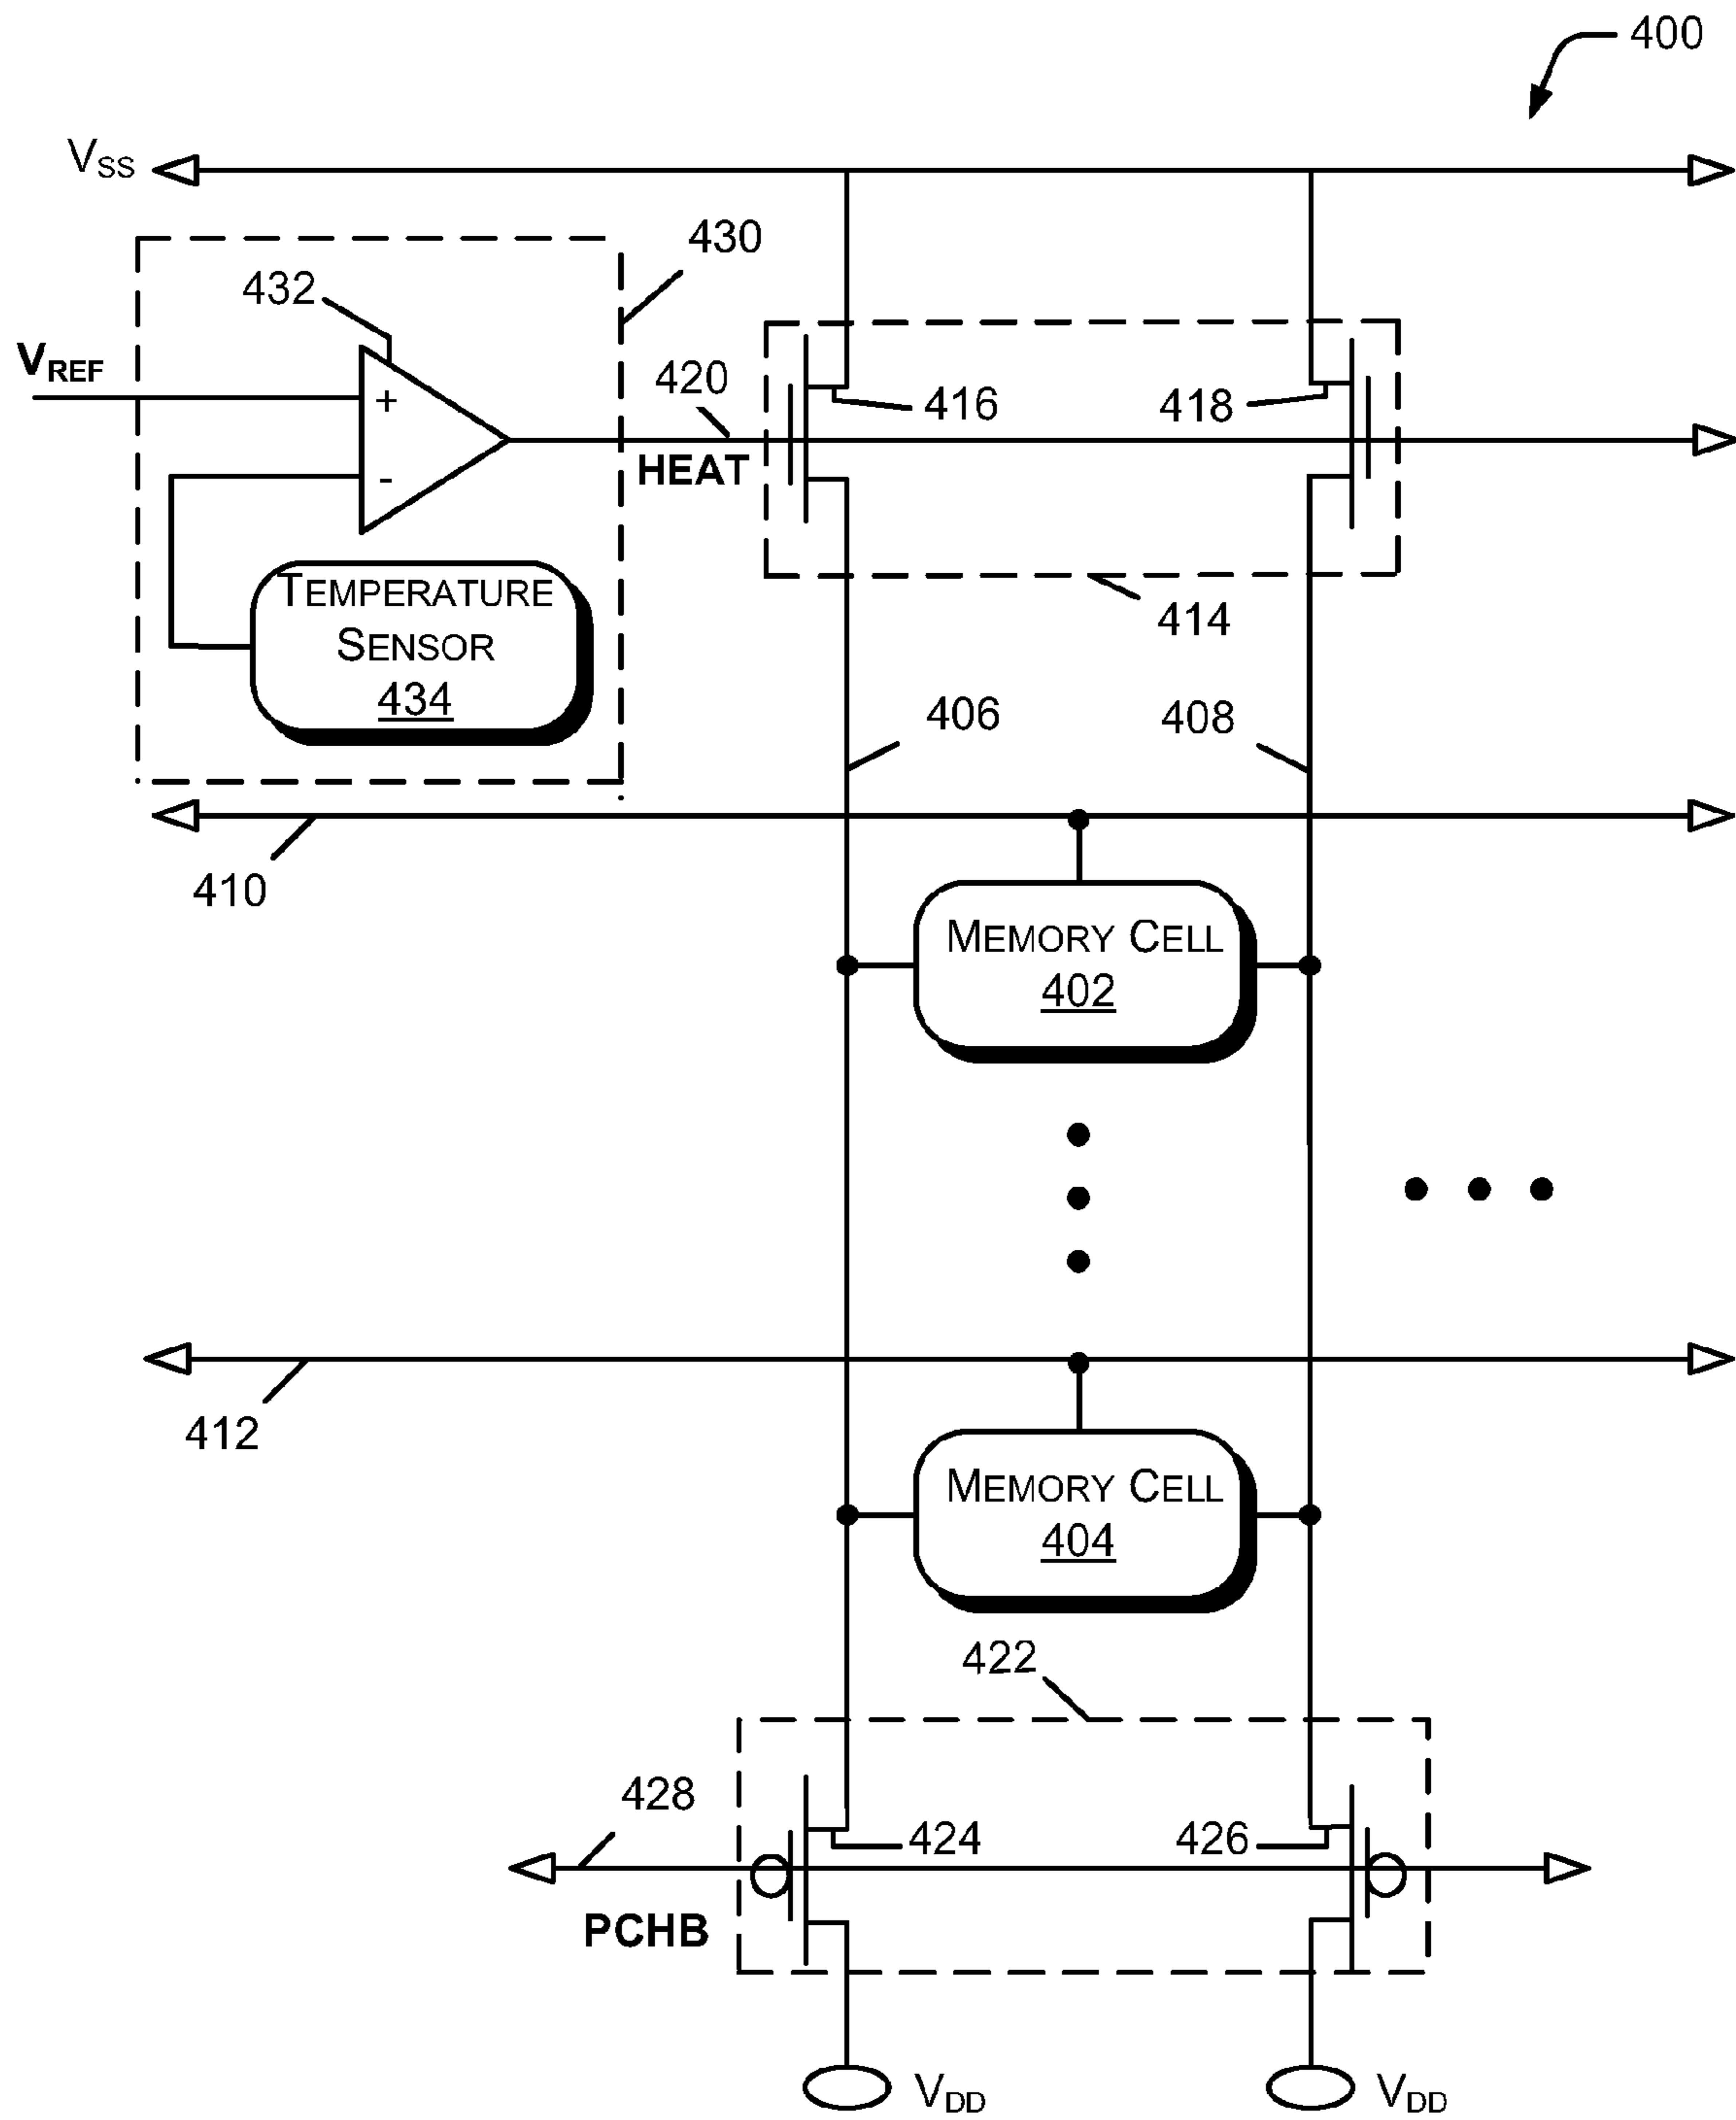 400
VSS
430
432
VREF
+
420
416
418
HEAT
-
TEMPERATURE
SENSOR
434
414
406
408
410
MEMORY CELL
402
412
MEMORY CELL
404
422
428
424
426
PCHB
VDD
VDD